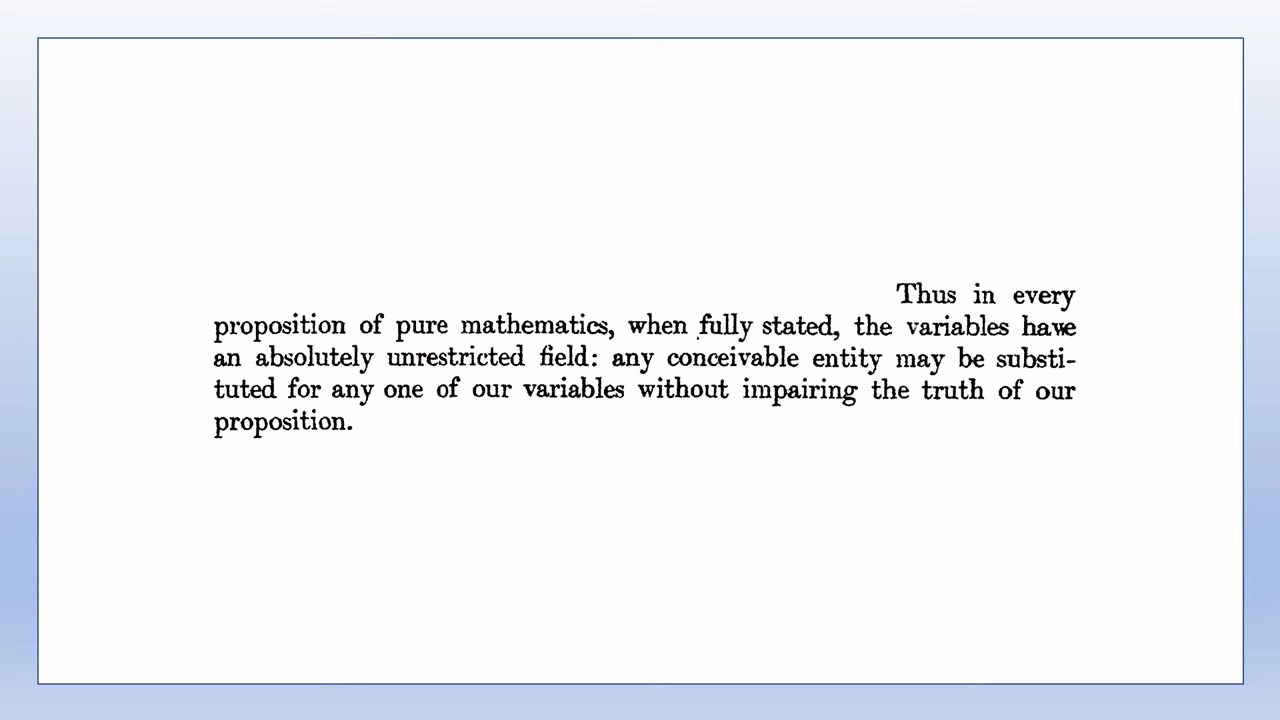 Thus in every
proposition of pure mathematics, when fully stated, the variables have
an absolutely unrestricted field: any conceivable entity may be substi-
tuted for any one of our variables without impairing the truth of our
proposition.